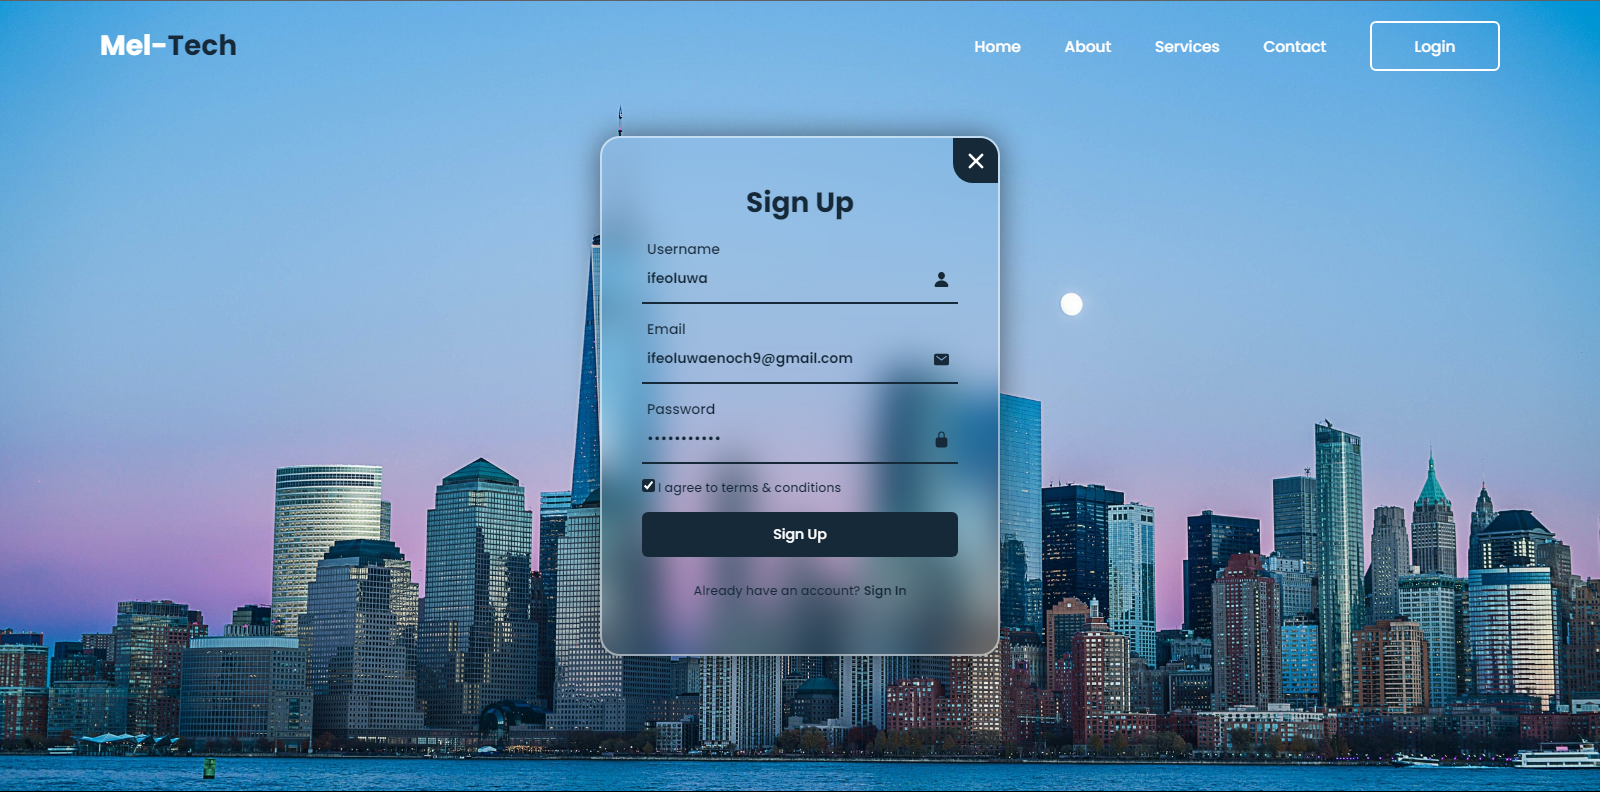 Mel-Tech
Home About Services Contact Login
Sign Up
Username
ifeoluwa
Email
ifeoluwaenoch9@gmail.com
Password
•••••••••••
I agree to terms & conditions
Sign Up
Already have an account? Sign In